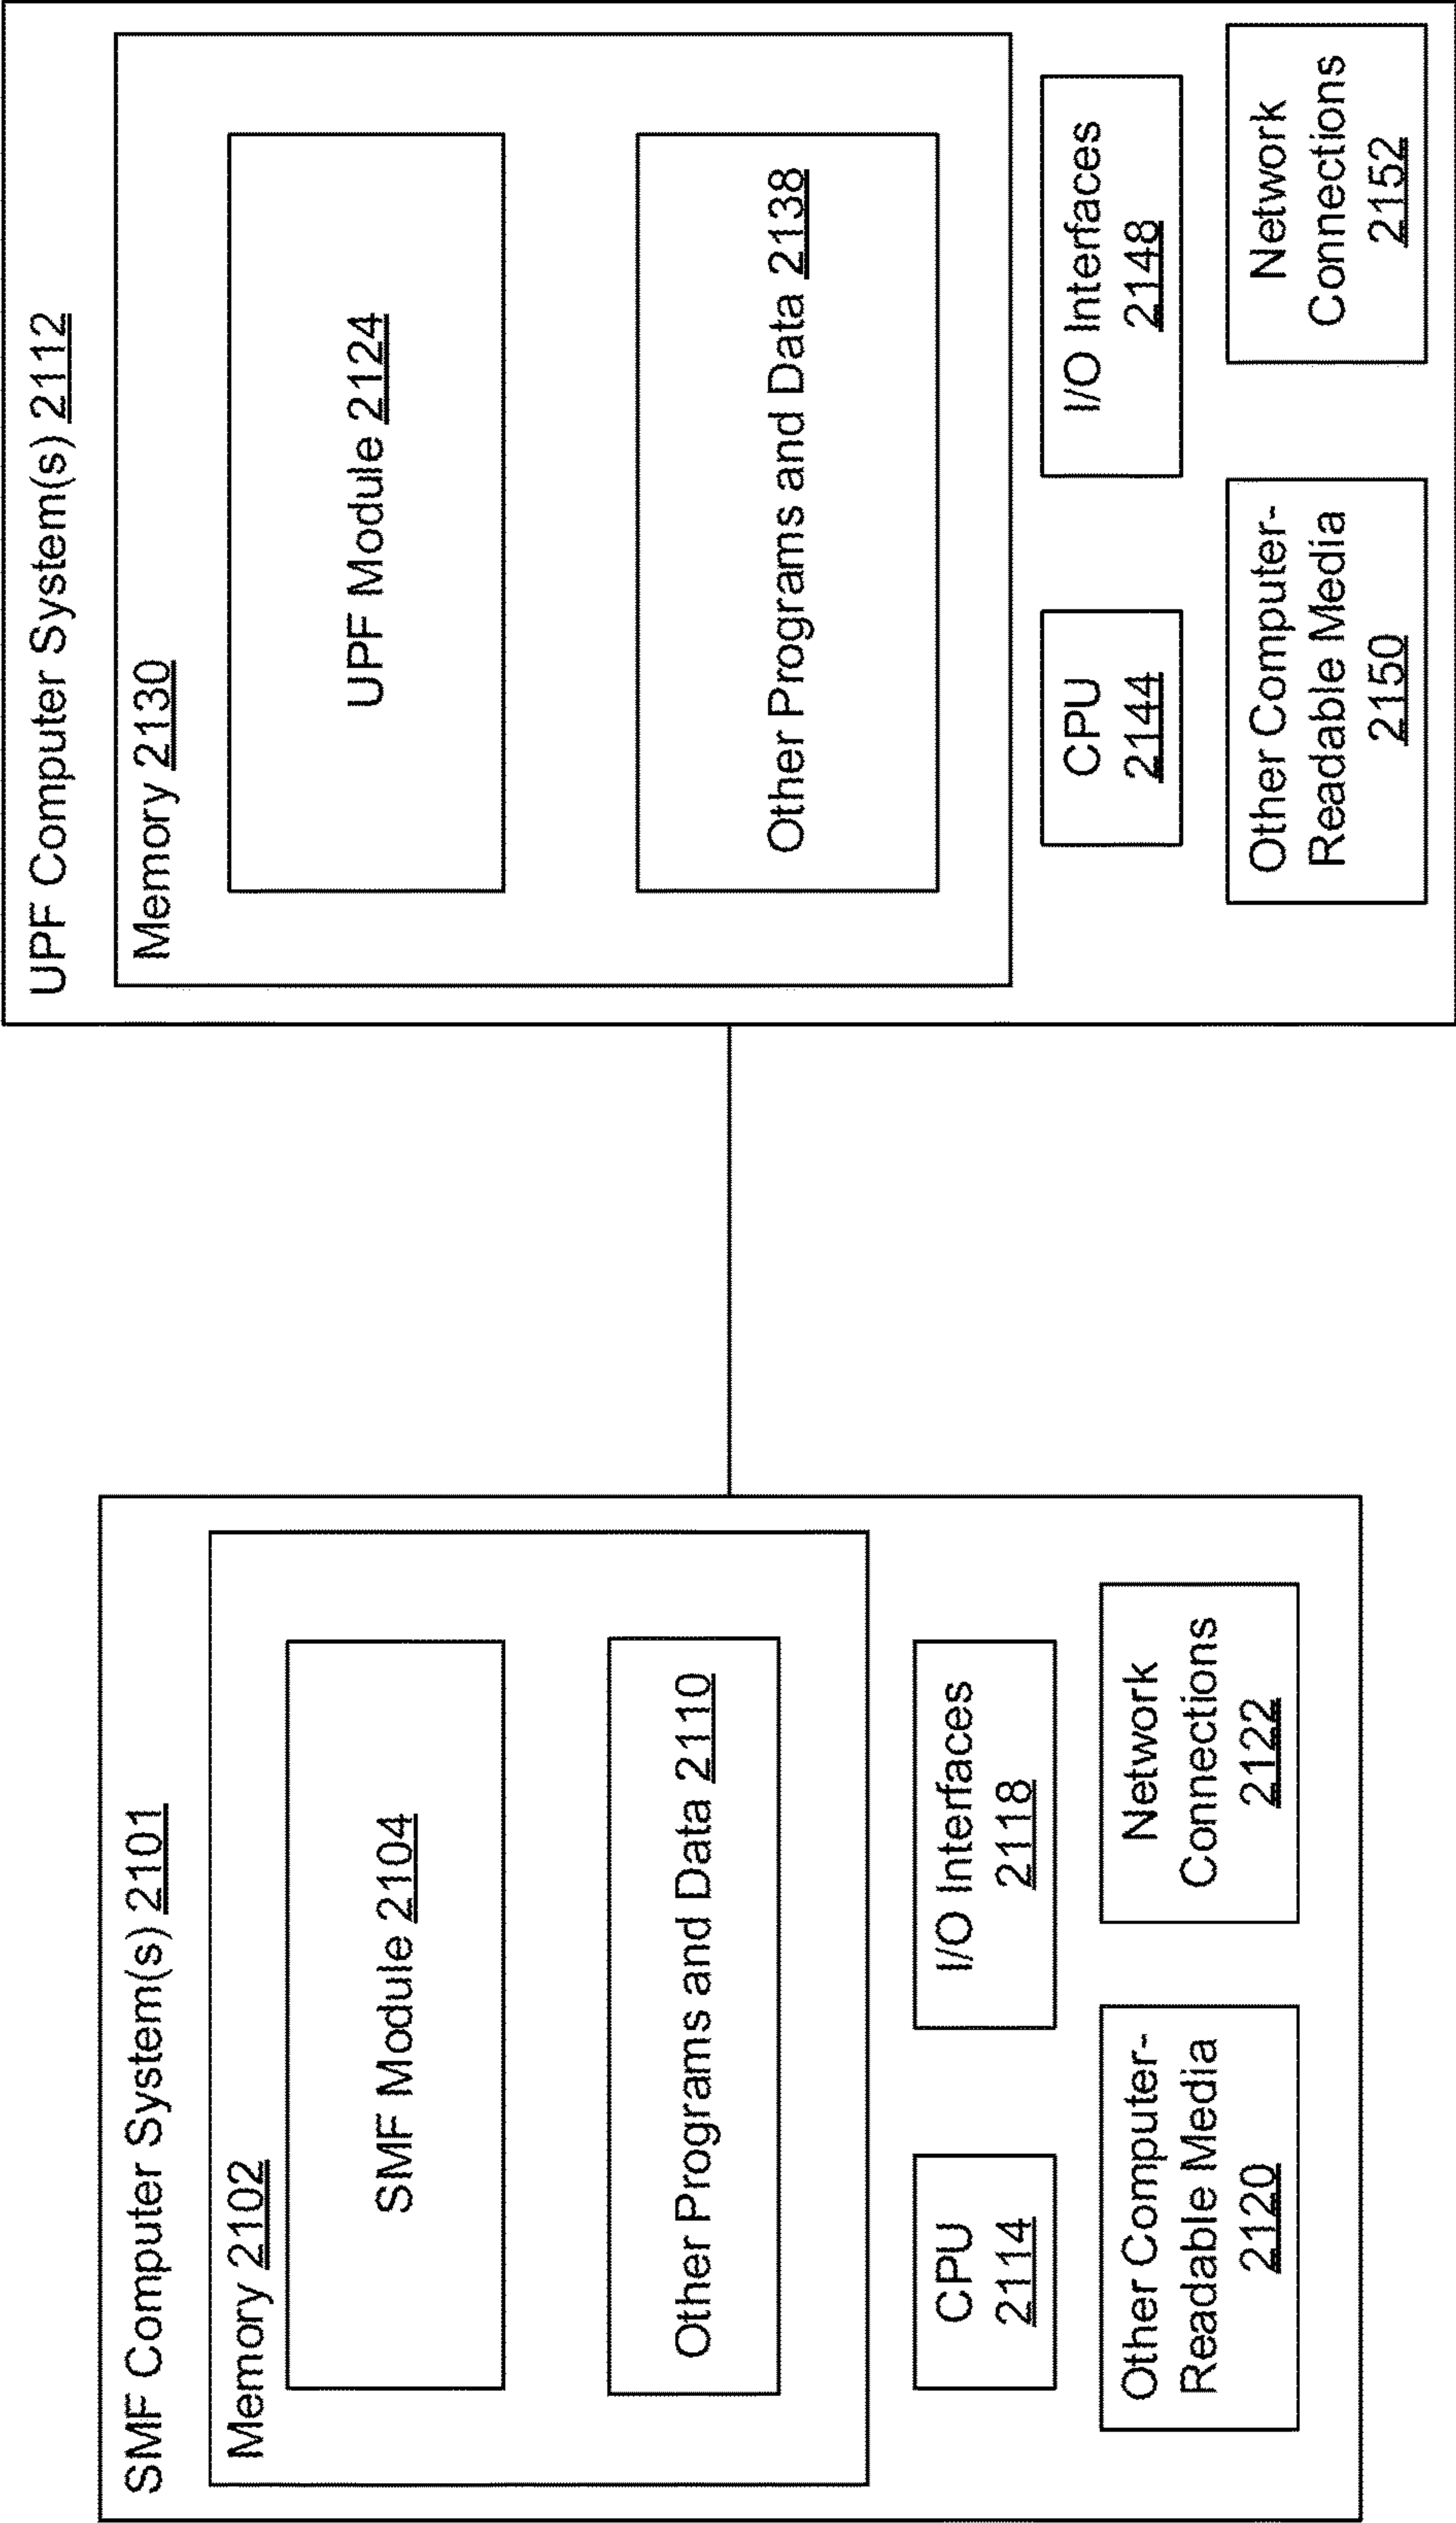 SMF Computer System(s) 2101
Memory 2102
SMF Module 2104
Other Programs and Data 2110
CPU
2114
I/O Interfaces
2118
Other Computer-
Readable Media
2120
Network
Connections
2122
UPF Computer System(s) 2112
Memory 2130
UPF Module 2124
Other Programs and Data 2138
CPU
2144
I/O Interfaces
2148
Other Computer-
Readable Media
2150
Network
Connections
2152